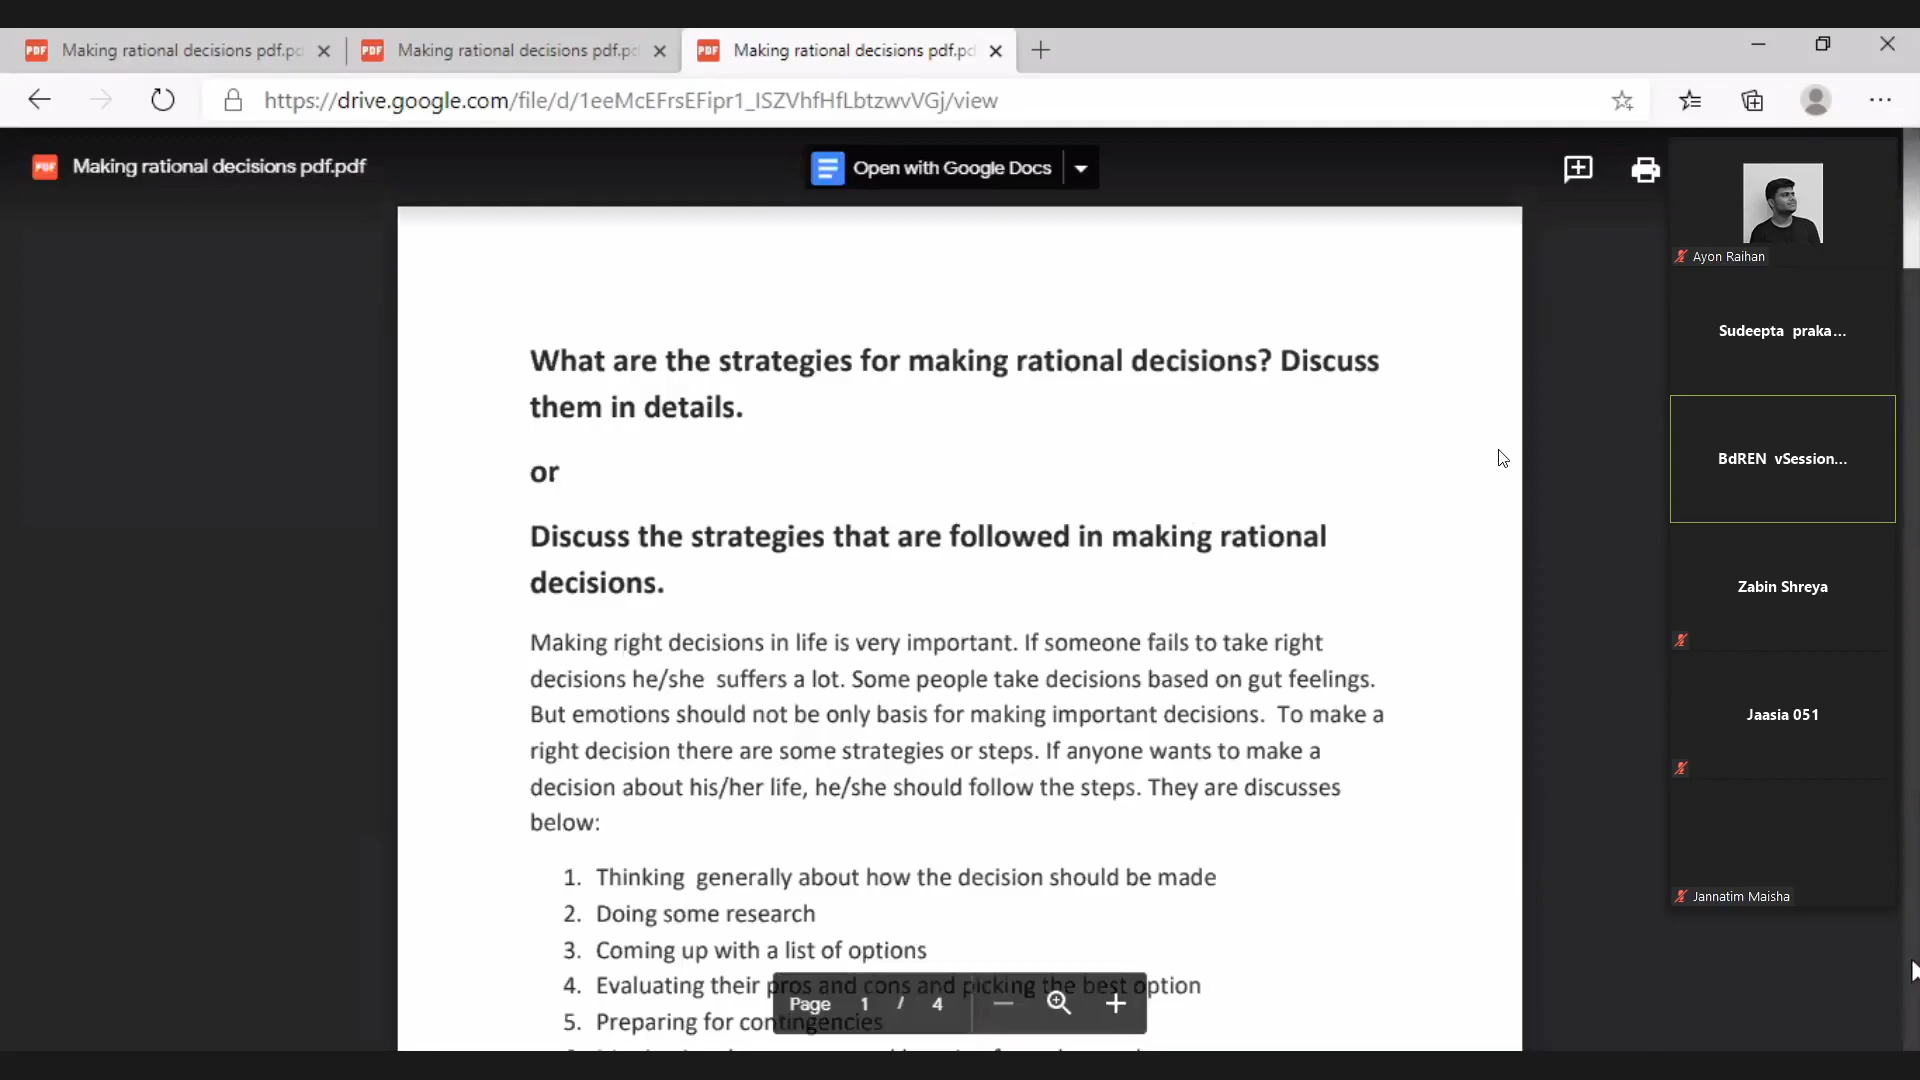 Making rational decisions pdf.pd
Making rational decisions pdf.pd
Making rational decisions pdf.pd
https://drive.google.com/file/d/1eeMcEFrsEFipr1_ISZVhfHfLbtzwvVGj/view
PDF Making rational decisions pdf.pdf
Open with Google Docs
Ayon Raihan
Sudeepta praka...
BdREN vSession...
Zabin Shreya
Jaasia 051
Jannatim Maisha
What are the strategies for making rational decisions? Discuss
them in details.
or
Discuss the strategies that are followed in making rational
decisions.
Making right decisions in life is very important. If someone fails to take right
decisions he/she suffers a lot. Some people take decisions based on gut feelings.
But emotions should not be only basis for making important decisions. To make a
right decision there are some strategies or steps. If anyone wants to make a
decision about his/her life, he/she should follow the steps. They are discusses
below:
1. Thinking generally about how the decision should be made
2. Doing some research
3. Coming up with a list of options
4. Evaluating their pros and cons and picking the best option
5. Preparing for contingencies
Page 1 / 4